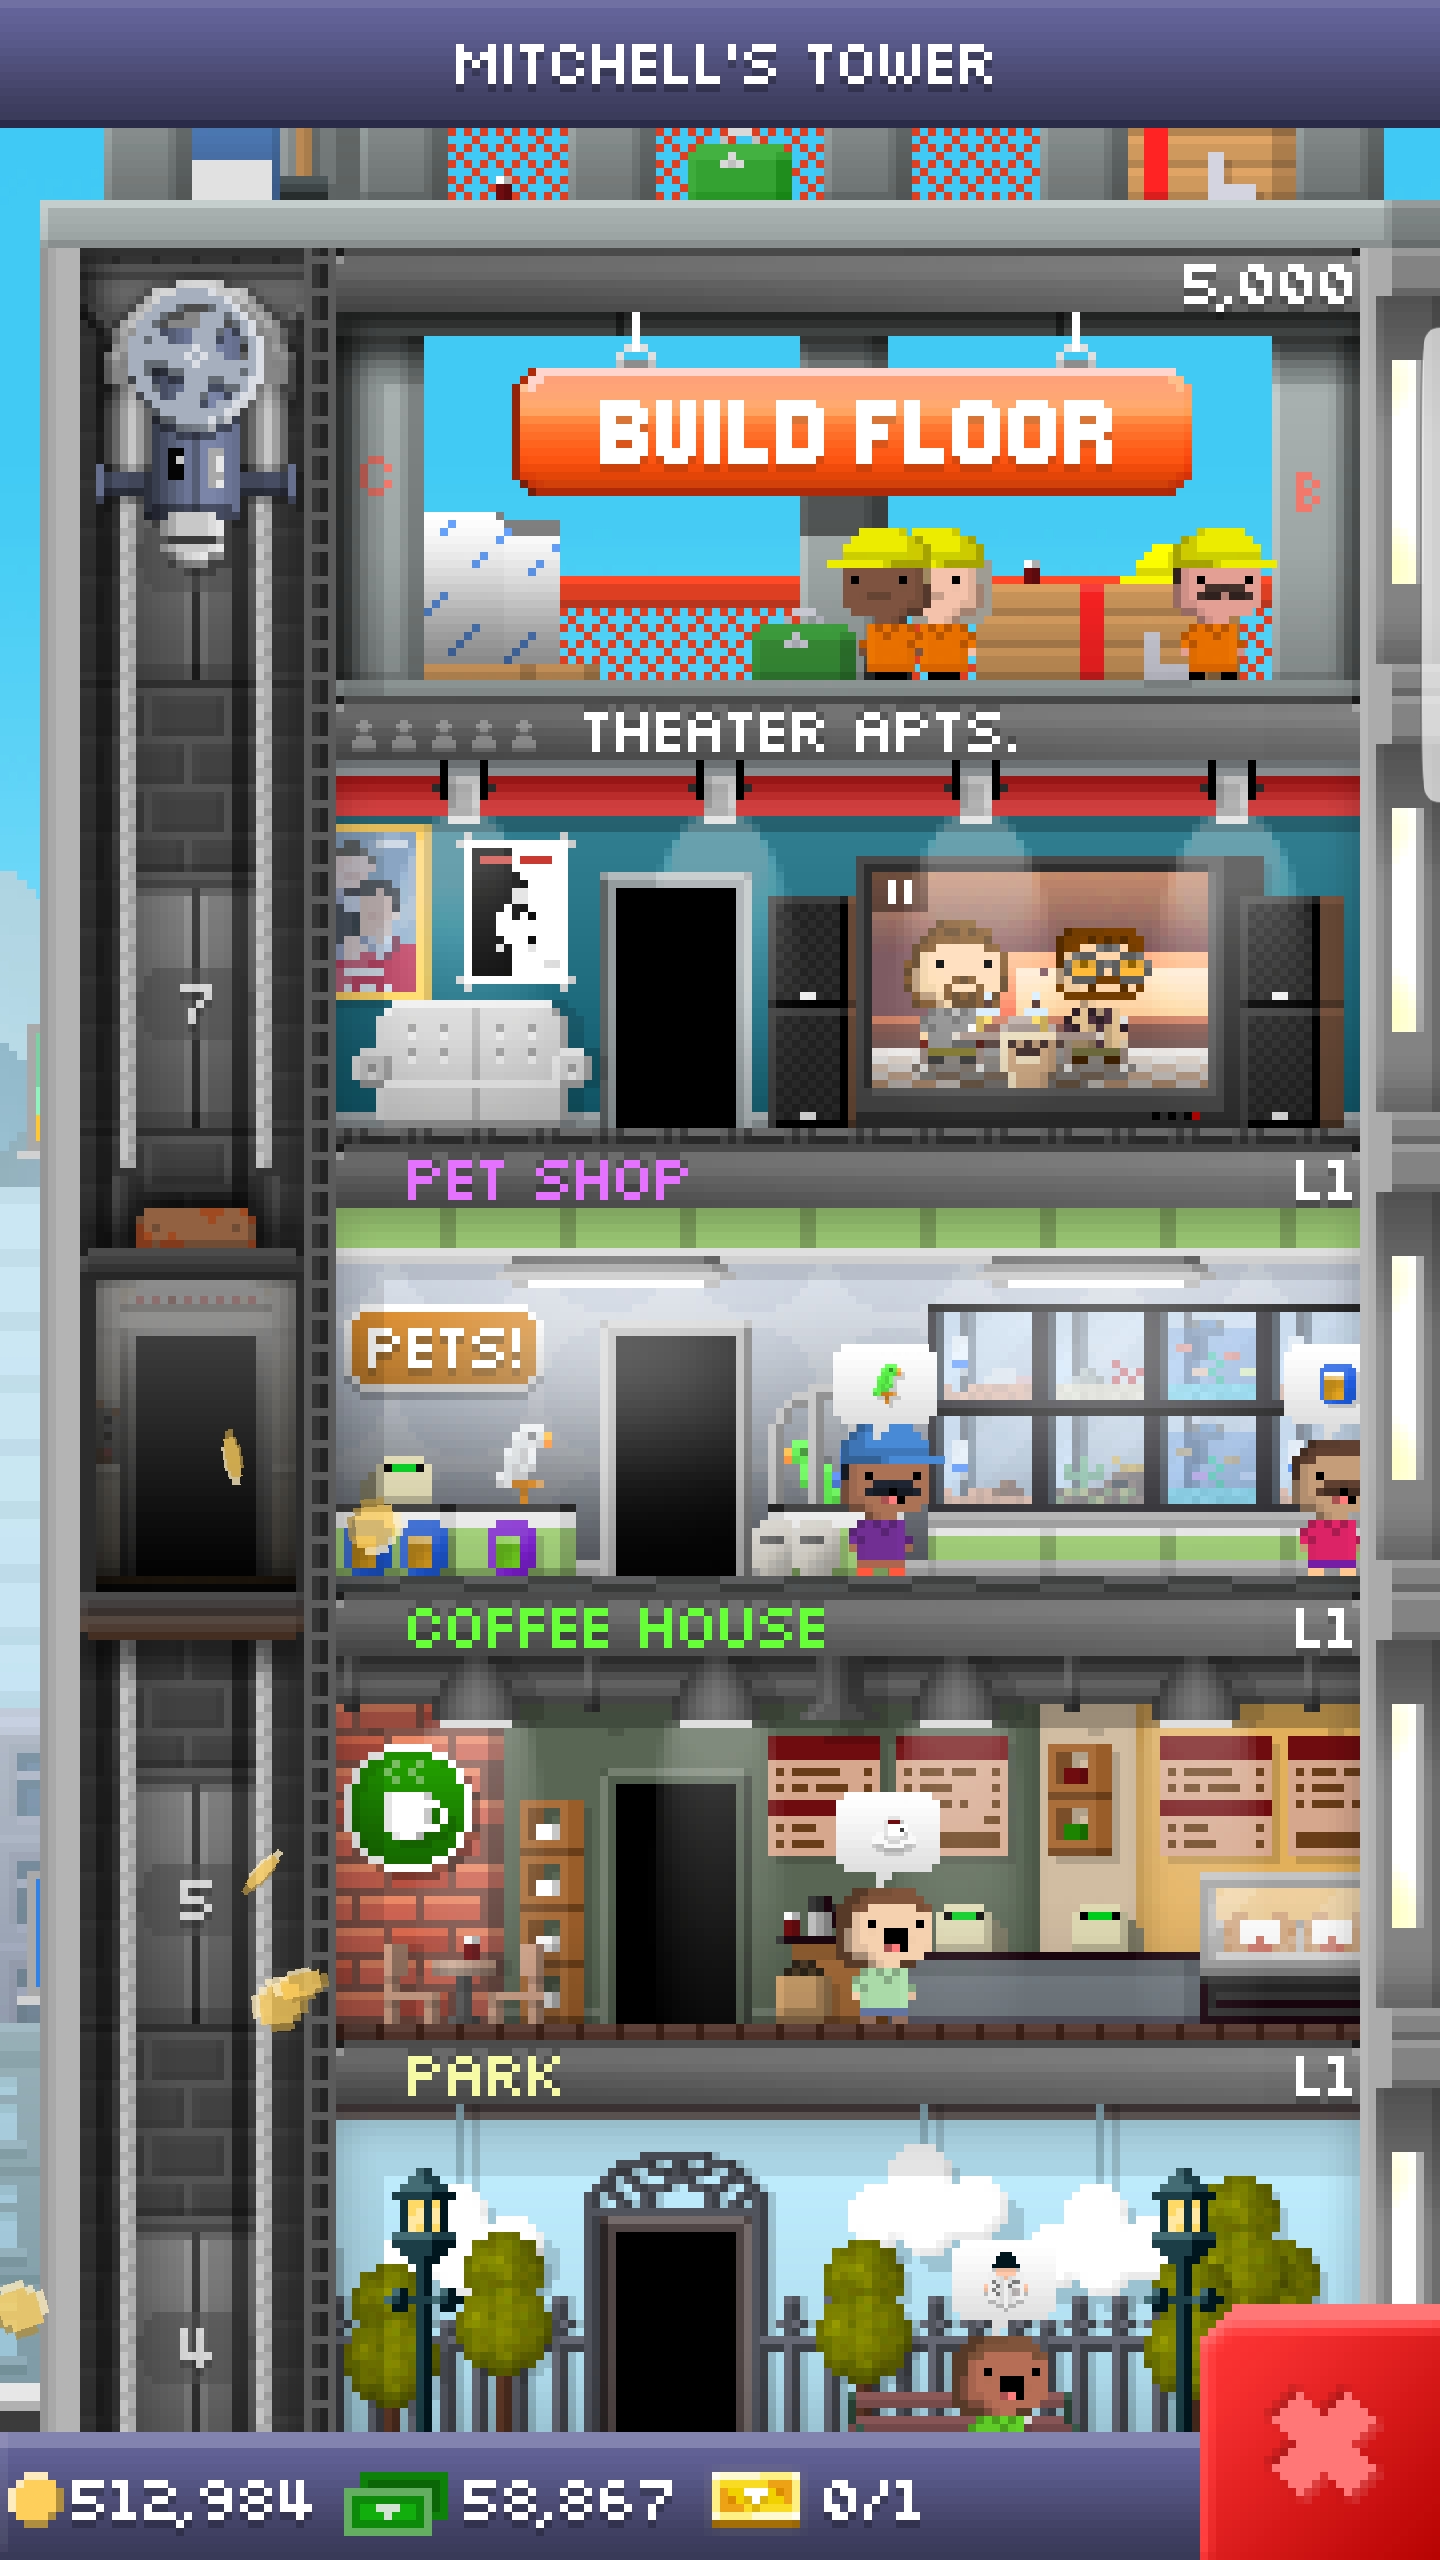 MITCHELL'S TOWER
5,000
BUILD FLOOR
C
B
THEATER APTS.
7
PET SHOP L1
PETS!
COFFEE HOUSE L1
5
PARK L1
4
512,984 58,867 0/1